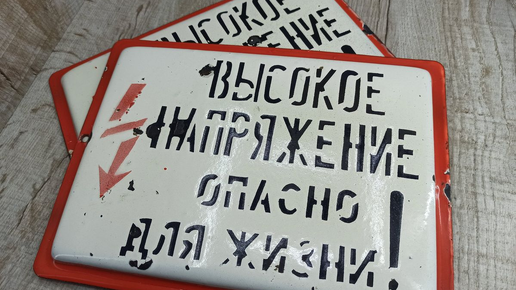 ВЫСОКОЕ
НАПРЯЖЕНИЕ
ВЫСОКОЕ
НАПРЯЖЕНИЕ
ОПАСНО
ДЛЯ ЖИЗНИ!